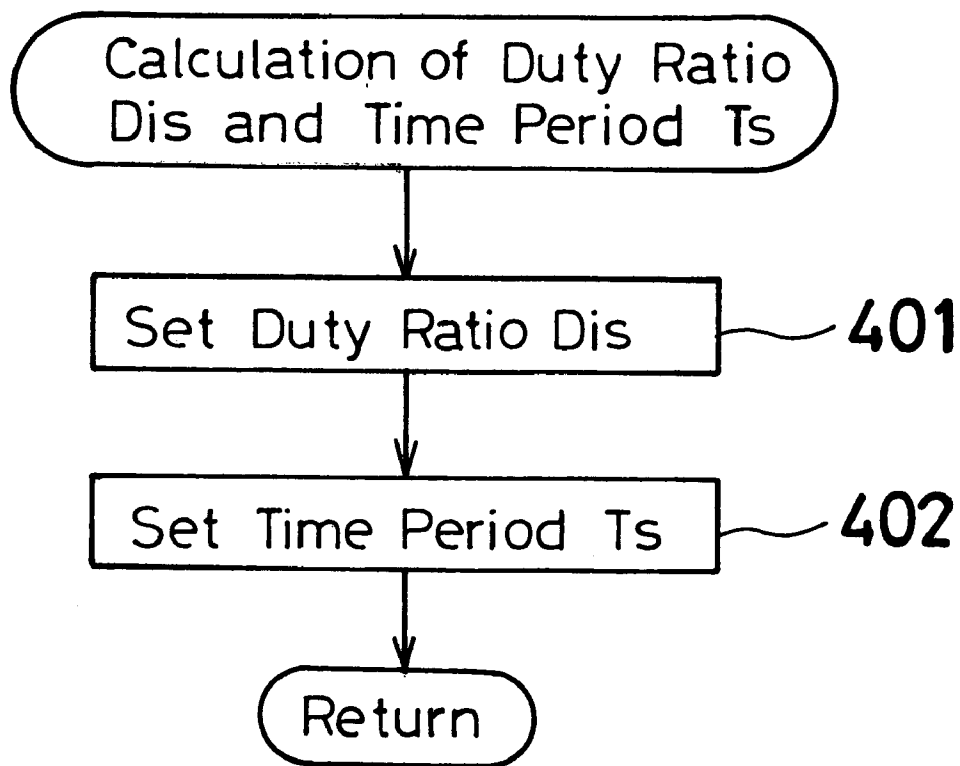 Calculation of Duty Ratio
Dis and Time Period Ts
Set Duty Ratio Dis
401
Set Time Period Ts
402
Return